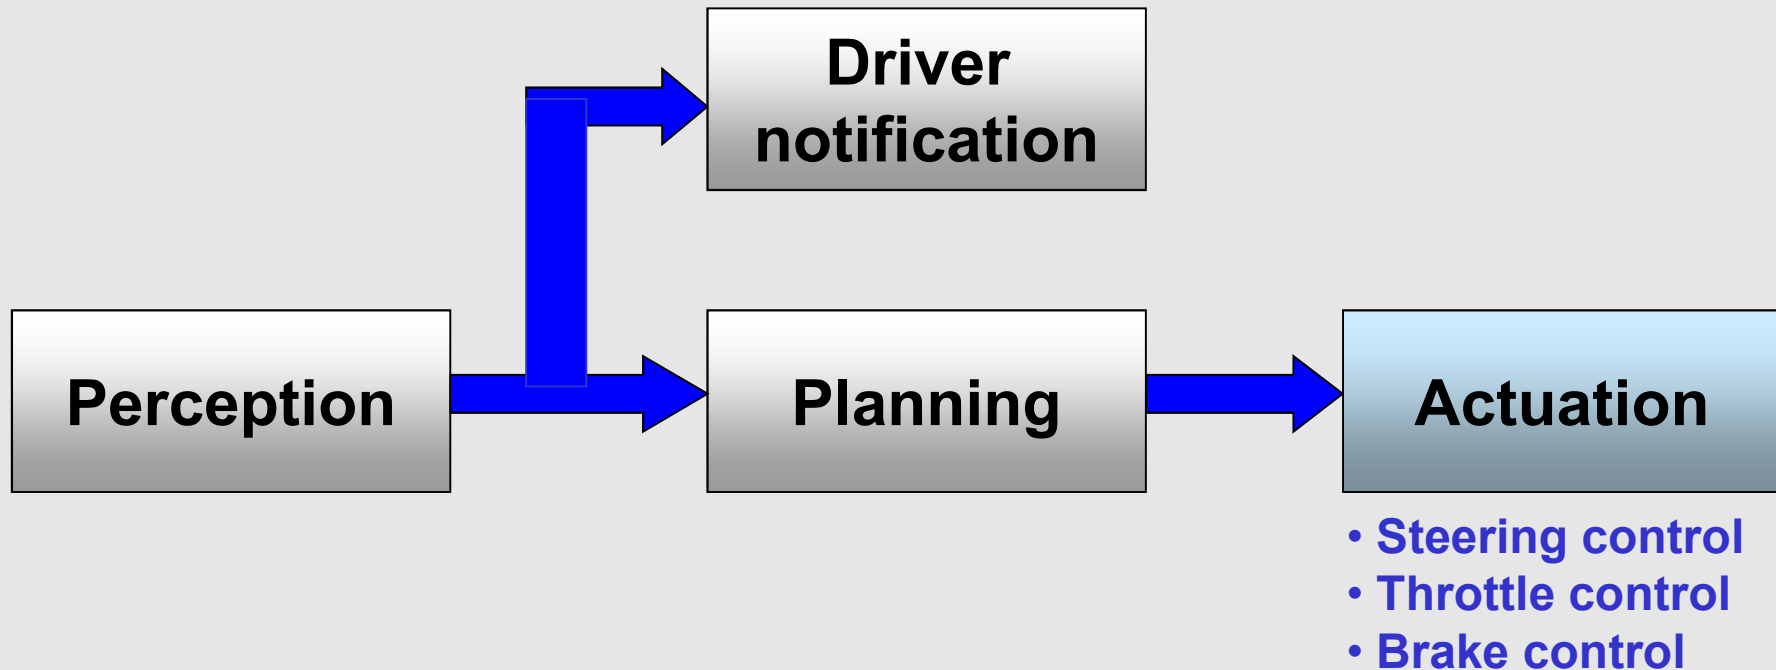 Driver
notification
Perception
Planning
Actuation
• Steering control
• Throttle control
• Brake control